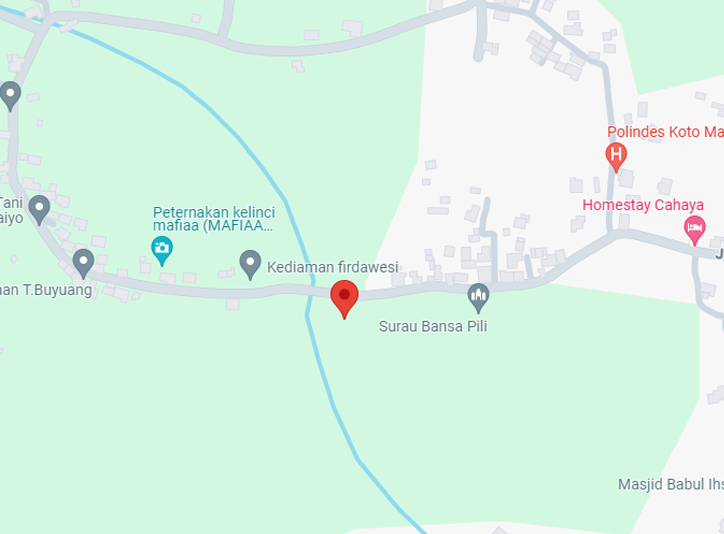 Polindes Koto Ma
Homestay Cahaya
Tani
aiyo
Peternakan kelinci
mafiaa (MAFIAA...
J
Kediaman firdawesi
an T.Buyuang
Surau Bansa Pili
Masjid Babul Ihs
H